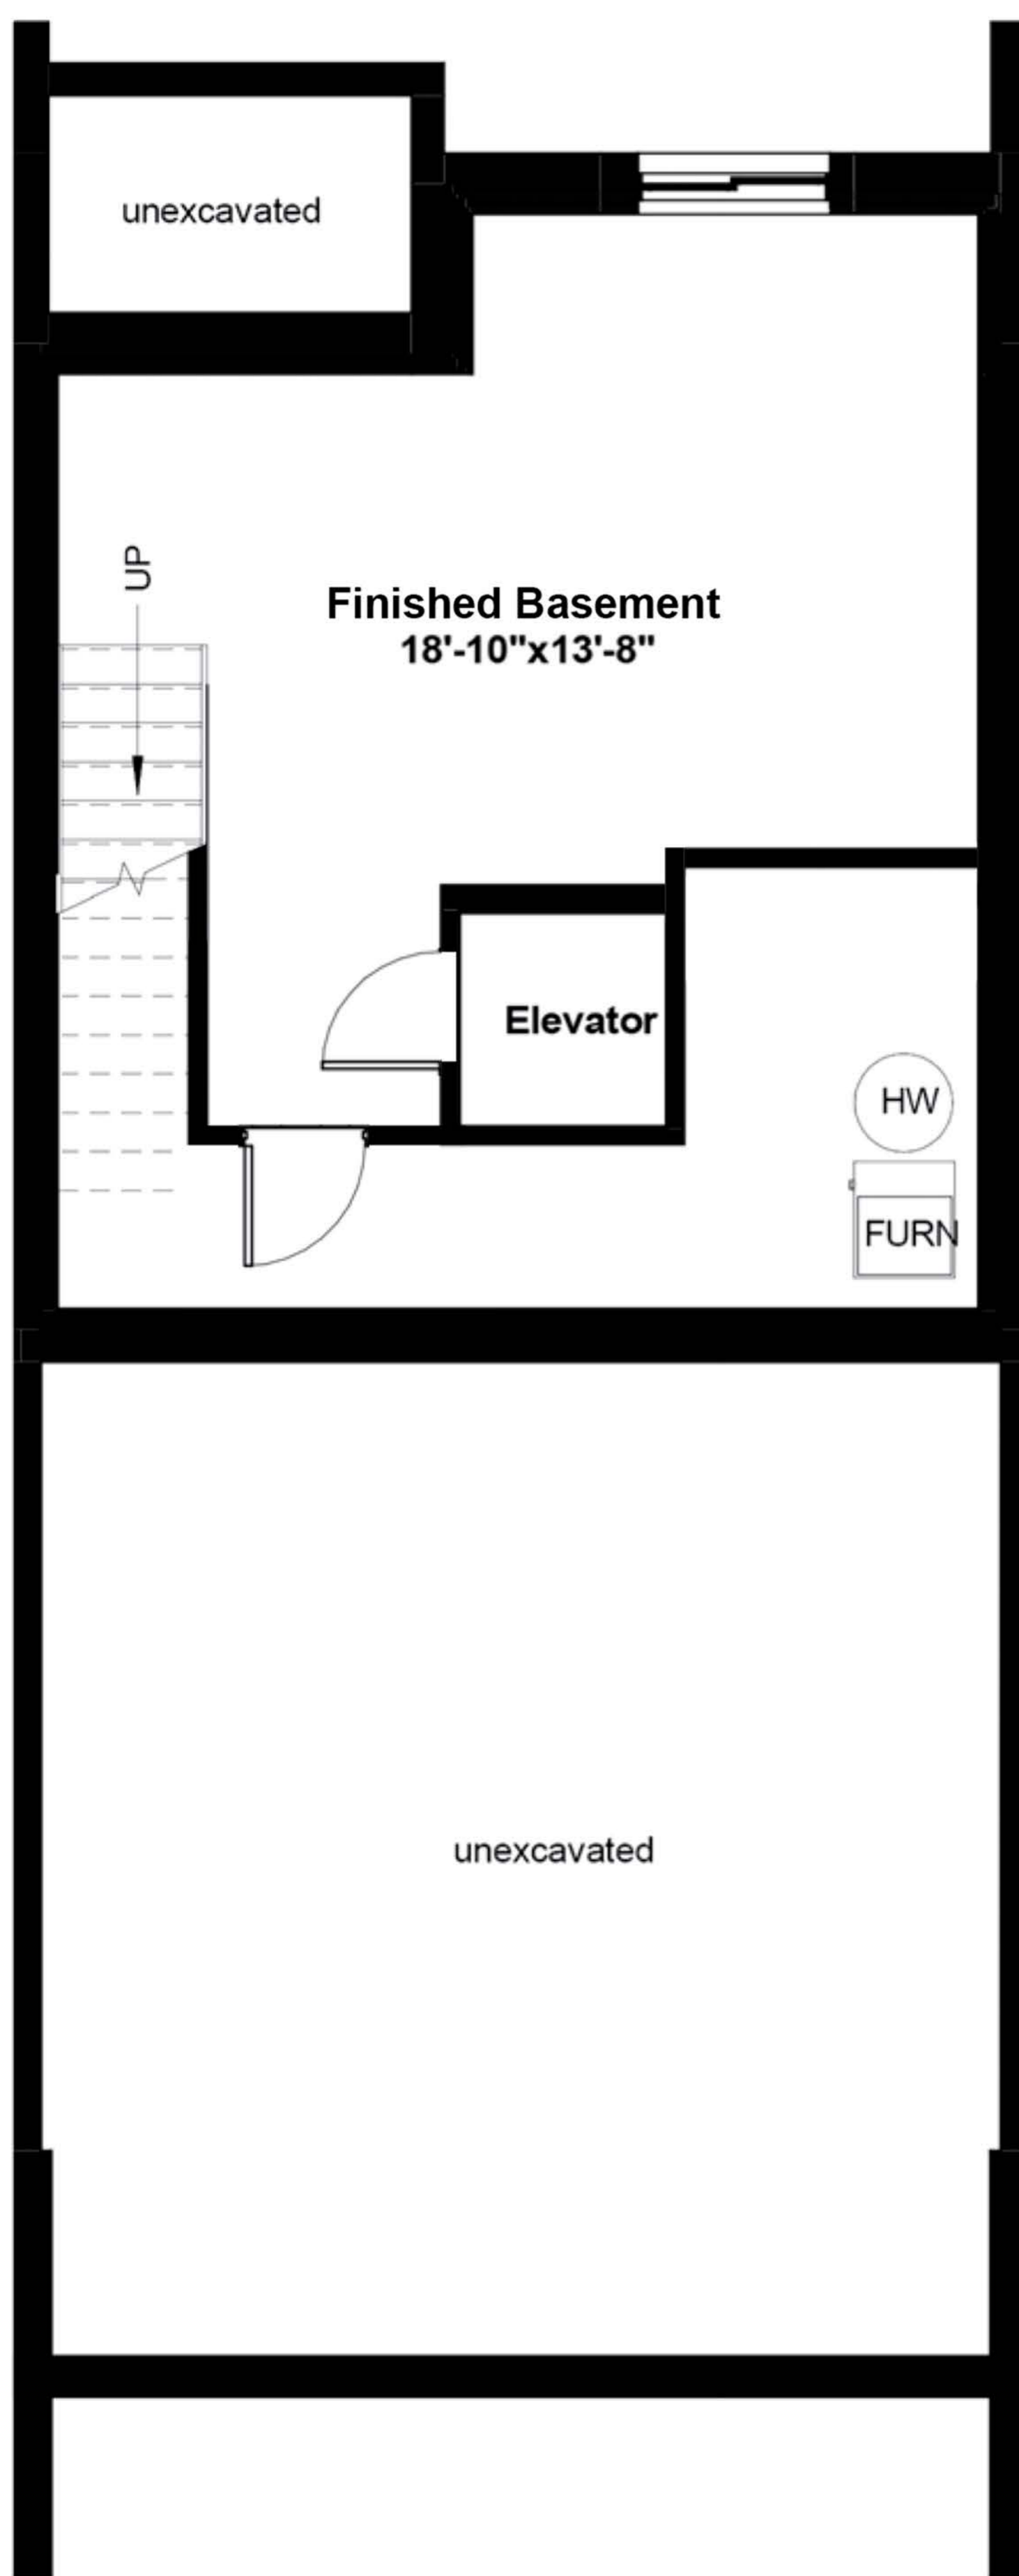 unexcavated
UP
Finished Basement
18'-10"x13'-8"
Elevator
HW
FURN
unexcavated